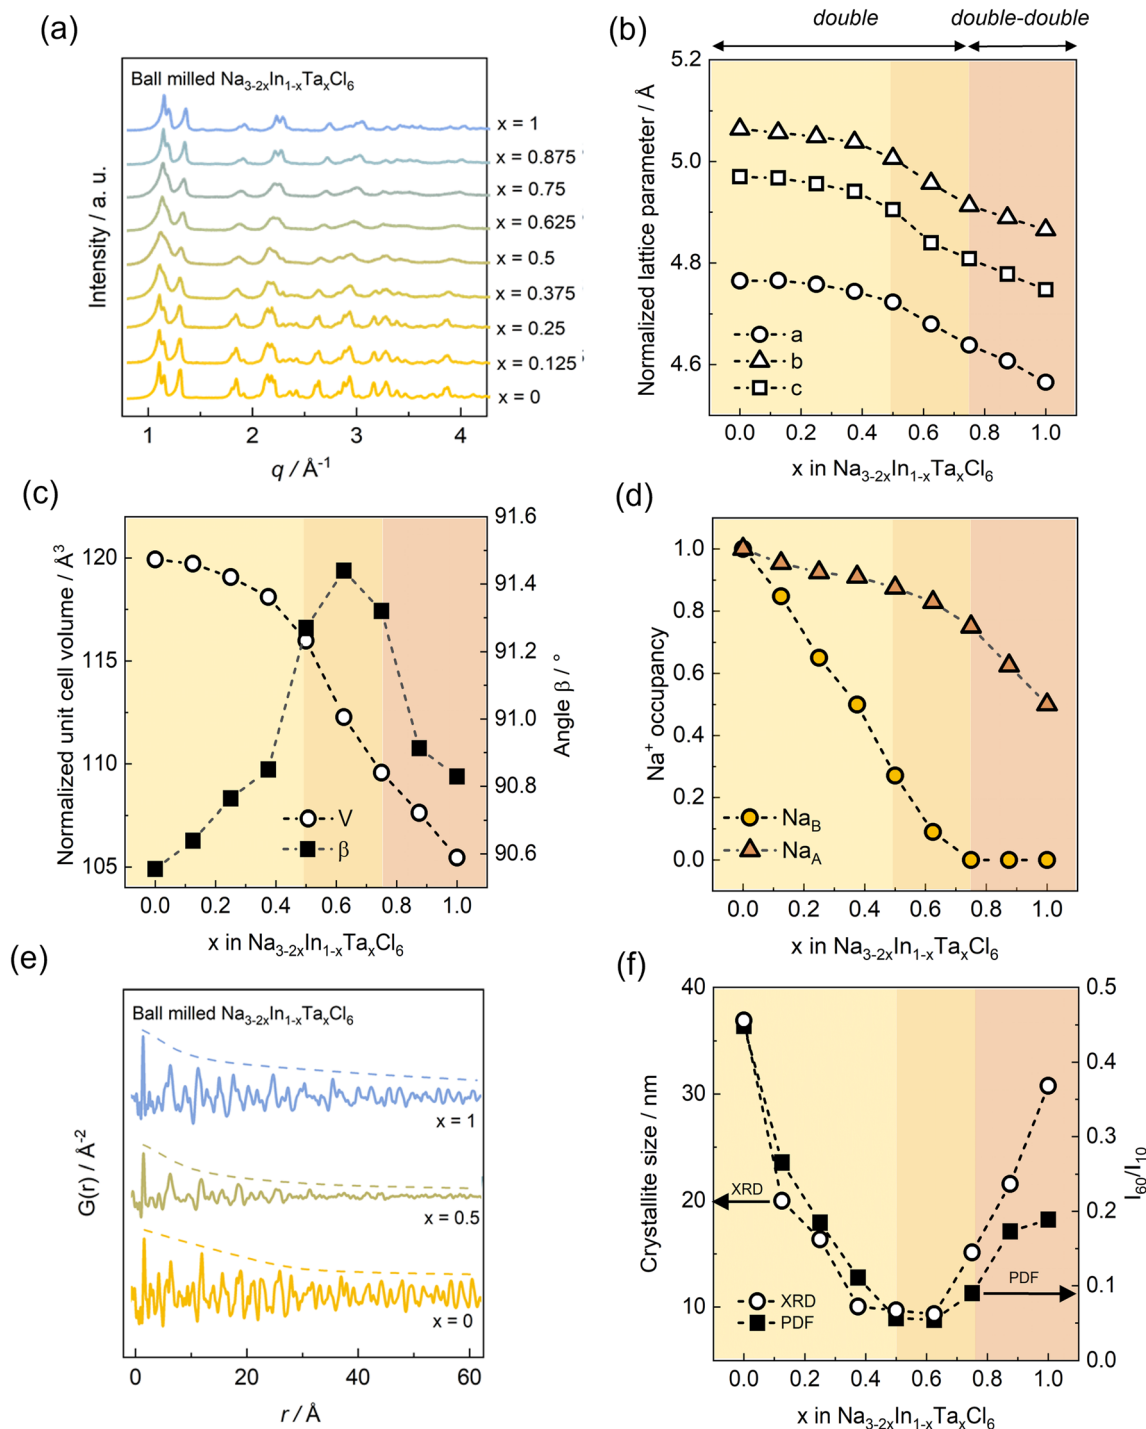 (a)
Ball milled Na3-2xIn1-xTaxCl6
x = 1
x = 0.875
x = 0.75
x = 0.625
x = 0.5
x = 0.375
x = 0.25
x = 0.125
x = 0
Intensity / a. u.
1 2 3 4
q / Å-1
(b)
double double-double
5.2
5.0
4.8
4.6
Normalized lattice parameter / Å
a
b
c
0.0 0.2 0.4 0.6 0.8 1.0
x in Na3-2xIn1-xTaxCl6
(c)
120
115
110
105
Normalized unit cell volume / Å3
91.6
91.4
91.2
91.0
90.8
90.6
Angle β / °
V
β
0.0 0.2 0.4 0.6 0.8 1.0
x in Na3-2xIn1-xTaxCl6
(d)
1.0
0.8
0.6
0.4
0.2
0.0
Na+ occupancy
NaB
NaA
0.0 0.2 0.4 0.6 0.8 1.0
x in Na3-2xIn1-xTaxCl6
(e)
Ball milled Na3-2xIn1-xTaxCl6
x = 1
x = 0.5
x = 0
G(r) / Å-2
0 20 40 60
r / Å
(f)
40
30
20
10
Crystallite size / nm
0.5
0.4
0.3
0.2
0.1
0.0
I60/I10
XRD
PDF
XRD
PDF
0.0 0.2 0.4 0.6 0.8 1.0
x in Na3-2xIn1-xTaxCl6